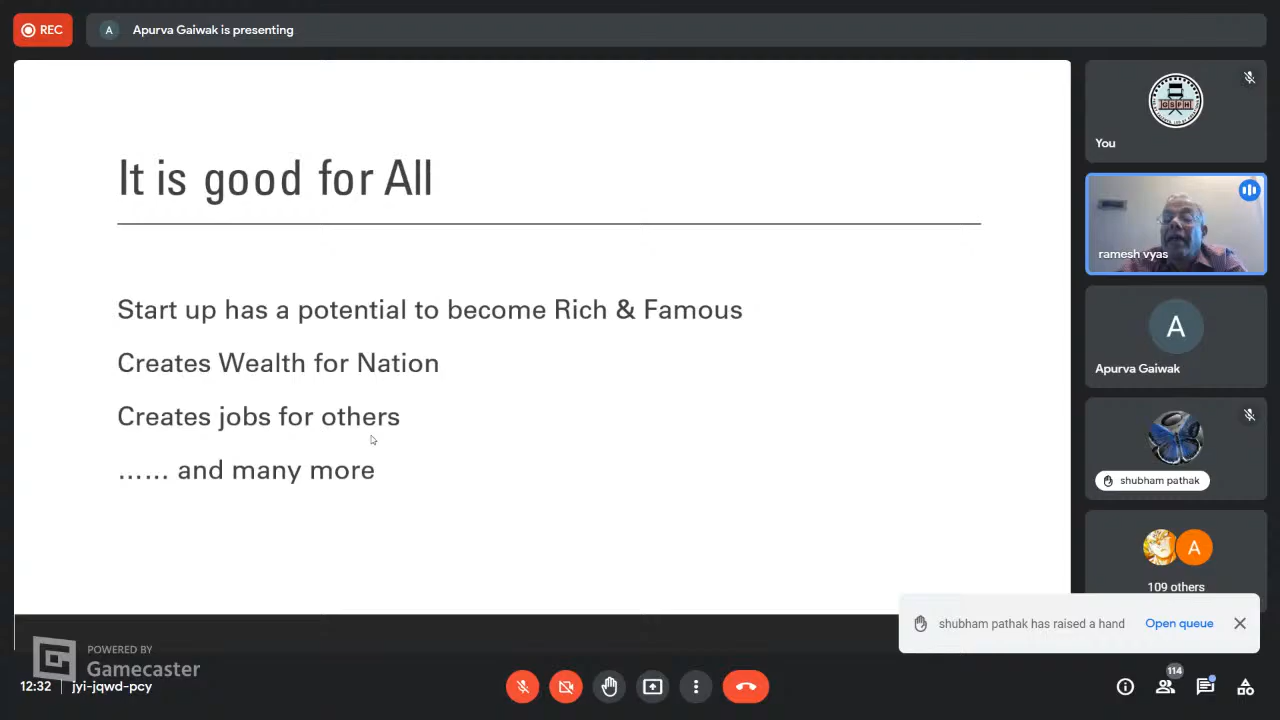 REC
A
Apurva Gaiwak is presenting
It is good for All
Start up has a potential to become Rich & Famous
Creates Wealth for Nation
Creates jobs for others
...... and many more
GSPH
You
ramesh vyas
A
Apurva Gaiwak
shubham pathak
A
109 others
shubham pathak has raised a hand
Open queue
POWERED BY
Gamecaster
12:32 | jyi-jqwd-pcy
114